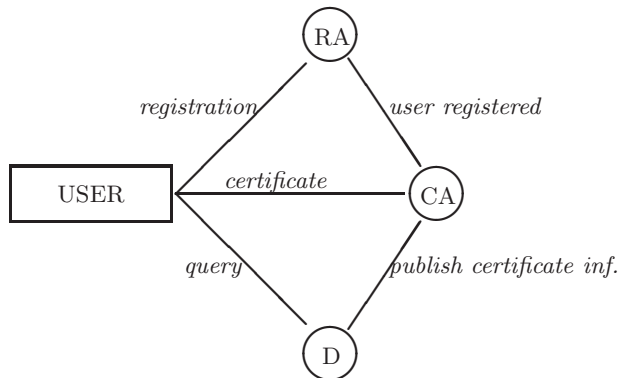 RA
registration
user registered
certificate
USER
CA
query
publish certificate inf.
D